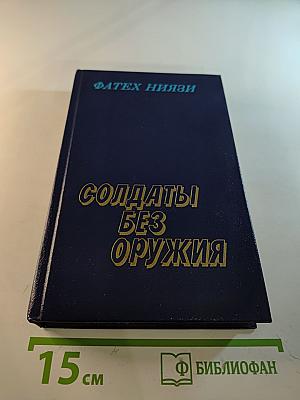 ФАТЕХ НИЯЗИ
СОЛДАТЫ
БЕЗ
ОРУЖИЯ
15 см
БИБЛИОФАН